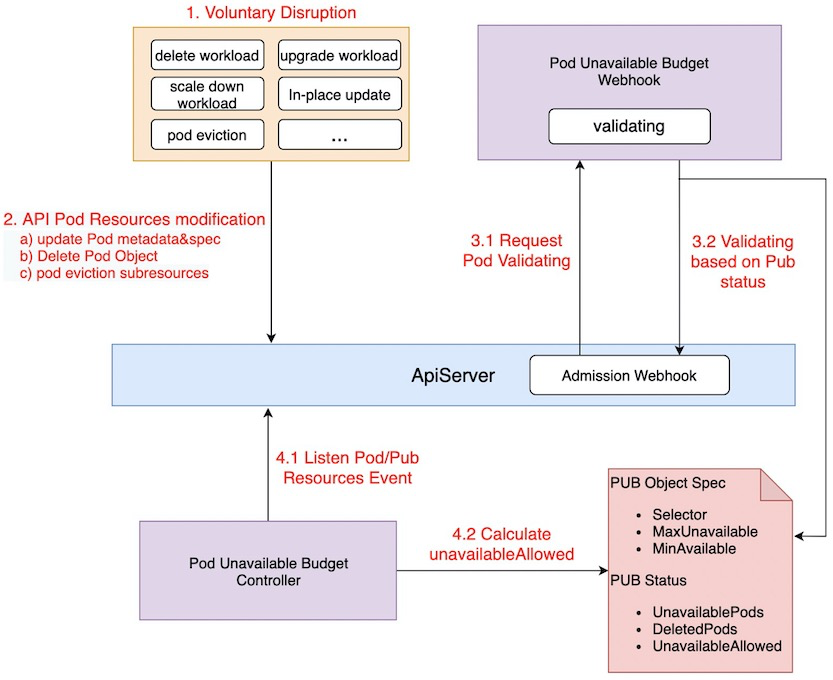 1. Voluntary Disruption
delete workload
upgrade workload
scale down
workload
In-place update
pod eviction
...
Pod Unavailable Budget
Webhook
validating
2. API Pod Resources modification
a) update Pod metadata&spec
b) Delete Pod Object
c) pod eviction subresources
3.1 Request
Pod Validating
3.2 Validating
based on Pub
status
ApiServer
Admission Webhook
4.1 Listen Pod/Pub
Resources Event
Pod Unavailable Budget
Controller
4.2 Calculate
unavailableAllowed
PUB Object Spec
• Selector
• MaxUnavailable
• MinAvailable
PUB Status
• UnavailablePods
• DeletedPods
• UnavailableAllowed